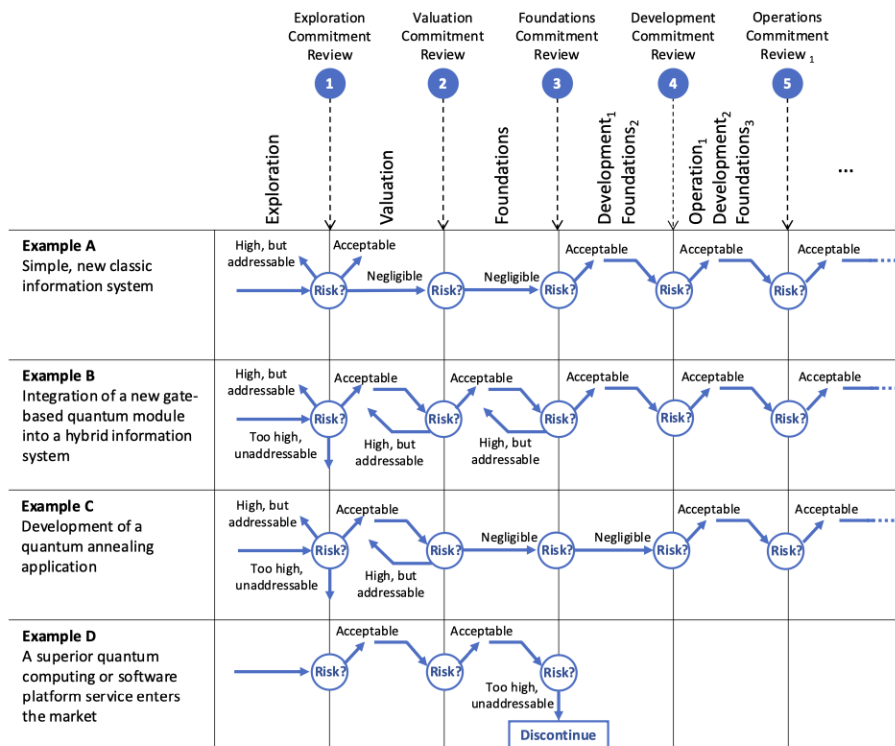 Exploration
Commitment
Review
Valuation
Commitment
Review
Foundations
Commitment
Review
Development
Commitment
Review
Operations
Commitment
Review 1
1
2
3
4
5
Exploration
Valuation
Foundations
Development1
Foundations2
Operation1
Development2
Foundations3
...
Example A
Simple, new classic
information system
High, but
addressable
Acceptable
Risk?
Negligible
Risk?
Negligible
Risk?
Acceptable
Risk?
Acceptable
Risk?
Acceptable
Example B
Integration of a new gate-
based quantum module
into a hybrid information
system
High, but
addressable
Risk?
Too high,
unaddressable
Acceptable
Risk?
High, but
addressable
Acceptable
Risk?
High, but
addressable
Acceptable
Risk?
Acceptable
Risk?
Acceptable
Example C
Development of a
quantum annealing
application
High, but
addressable
Risk?
Too high,
unaddressable
Acceptable
Risk?
High, but
addressable
Negligible
Risk?
Negligible
Risk?
Acceptable
Risk?
Acceptable
Example D
A superior quantum
computing or software
platform service enters
the market
Risk?
Acceptable
Risk?
Acceptable
Risk?
Too high,
unaddressable
Discontinue